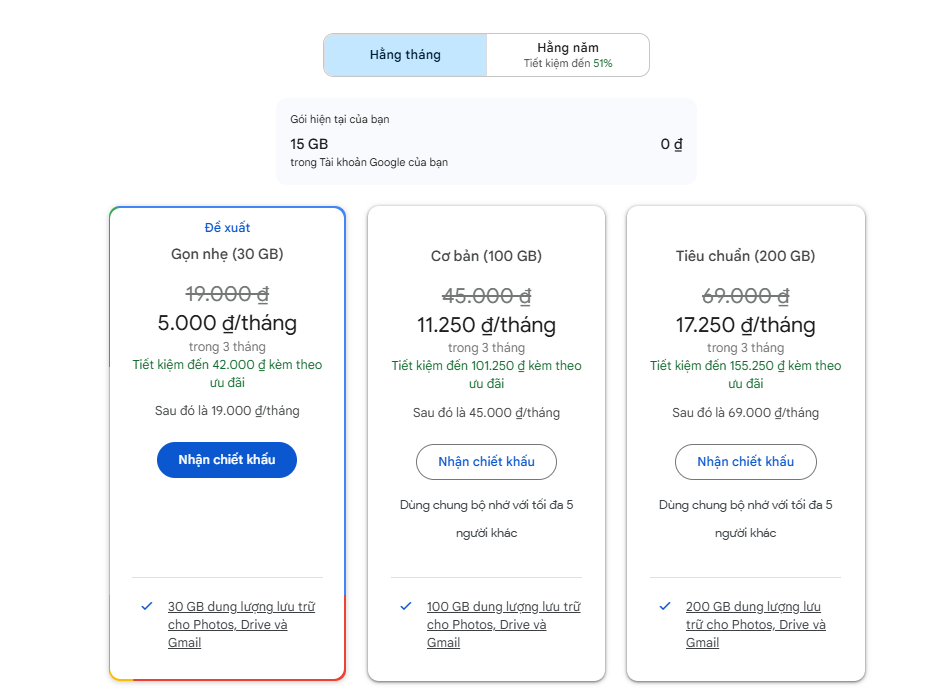 Hằng tháng
Hằng năm
Tiết kiệm đến 51%
Gói hiện tại của bạn
15 GB
0 ₫
trong Tài khoản Google của bạn
Đề xuất
Gọn nhẹ (30 GB)
19.000 ₫
5.000 ₫/tháng
trong 3 tháng
Tiết kiệm đến 42.000 ₫ kèm theo
ưu đãi
Sau đó là 19.000 ₫/tháng
Nhận chiết khấu
30 GB dung lượng lưu trữ
cho Photos, Drive và
Gmail
Cơ bản (100 GB)
45.000 ₫
11.250 ₫/tháng
trong 3 tháng
Tiết kiệm đến 101.250 ₫ kèm theo
ưu đãi
Sau đó là 45.000 ₫/tháng
Nhận chiết khấu
Dùng chung bộ nhớ với tối đa 5
người khác
100 GB dung lượng lưu trữ
cho Photos, Drive và
Gmail
Tiêu chuẩn (200 GB)
69.000 ₫
17.250 ₫/tháng
trong 3 tháng
Tiết kiệm đến 155.250 ₫ kèm theo
ưu đãi
Sau đó là 69.000 ₫/tháng
Nhận chiết khấu
Dùng chung bộ nhớ với tối đa 5
người khác
200 GB dung lượng lưu
trữ cho Photos, Drive và
Gmail